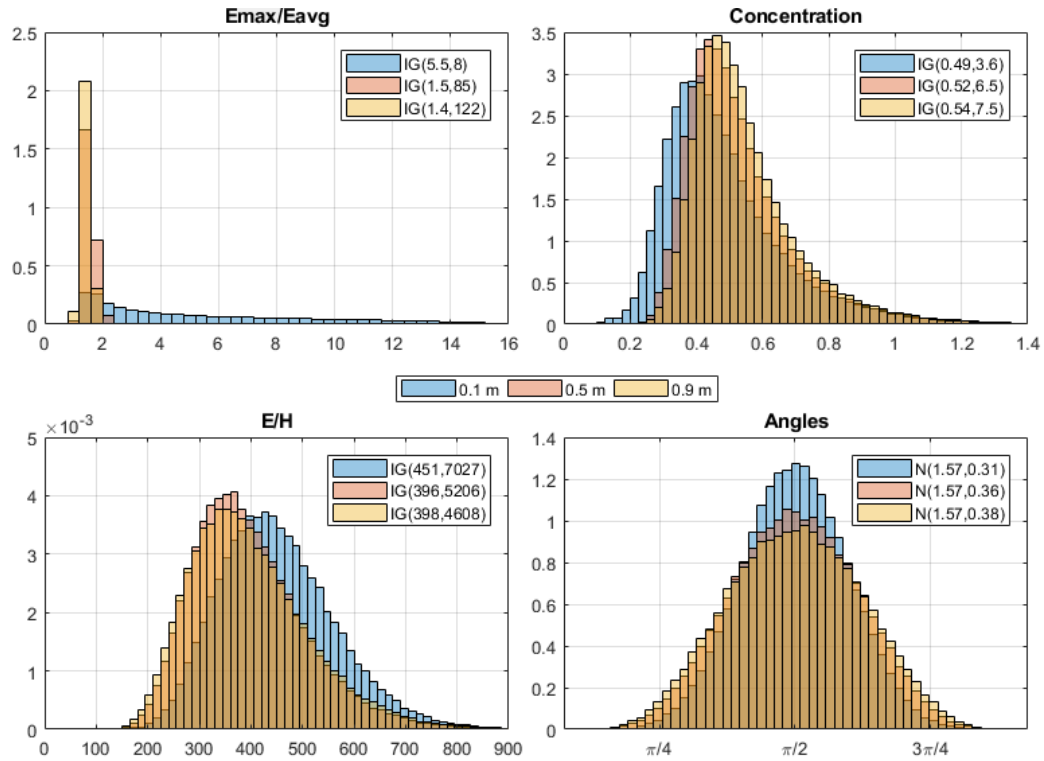 Emax/Eavg
2.5
2
1.5
1
0.5
0
0 2 4 6 8 10 12 14 16
IG(5.5,8)
IG(1.5,85)
IG(1.4,122)
Concentration
3.5
3
2.5
2
1.5
1
0.5
0
0 0.2 0.4 0.6 0.8 1 1.2 1.4
IG(0.49,3.6)
IG(0.52,6.5)
IG(0.54,7.5)
0.1 m 0.5 m 0.9 m
E/H
×10⁻³
5
4
3
2
1
0
0 100 200 300 400 500 600 700 800 900
IG(451,7027)
IG(396,5206)
IG(398,4608)
Angles
1.4
1.2
1
0.8
0.6
0.4
0.2
0
π/4 π/2 3π/4
N(1.57,0.31)
N(1.57,0.36)
N(1.57,0.38)